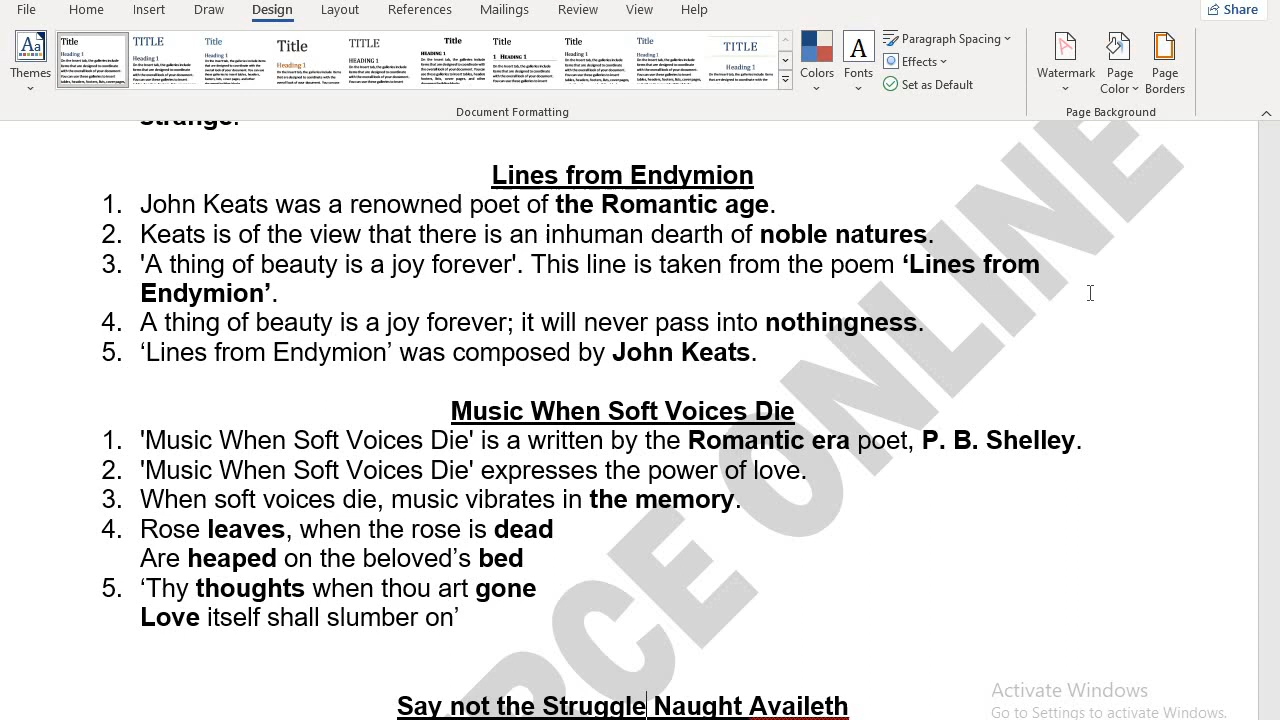 File Home Insert Draw Design Layout References Mailings Review View Help Share
Themes
Colors Fonts
Paragraph Spacing
Effects
Set as Default
Watermark Page Color Page Borders
Document Formatting Page Background
strange.
Lines from Endymion
1. John Keats was a renowned poet of the Romantic age.
2. Keats is of the view that there is an inhuman dearth of noble natures.
3. 'A thing of beauty is a joy forever'. This line is taken from the poem ‘Lines from
Endymion’.
4. A thing of beauty is a joy forever; it will never pass into nothingness.
5. ‘Lines from Endymion’ was composed by John Keats.
Music When Soft Voices Die
1. 'Music When Soft Voices Die' is a written by the Romantic era poet, P. B. Shelley.
2. 'Music When Soft Voices Die' expresses the power of love.
3. When soft voices die, music vibrates in the memory.
4. Rose leaves, when the rose is dead
Are heaped on the beloved’s bed
5. ‘Thy thoughts when thou art gone
Love itself shall slumber on’
Say not the Struggle Naught Availeth
RCE ONLINE
Activate Windows
Go to Settings to activate Windows.